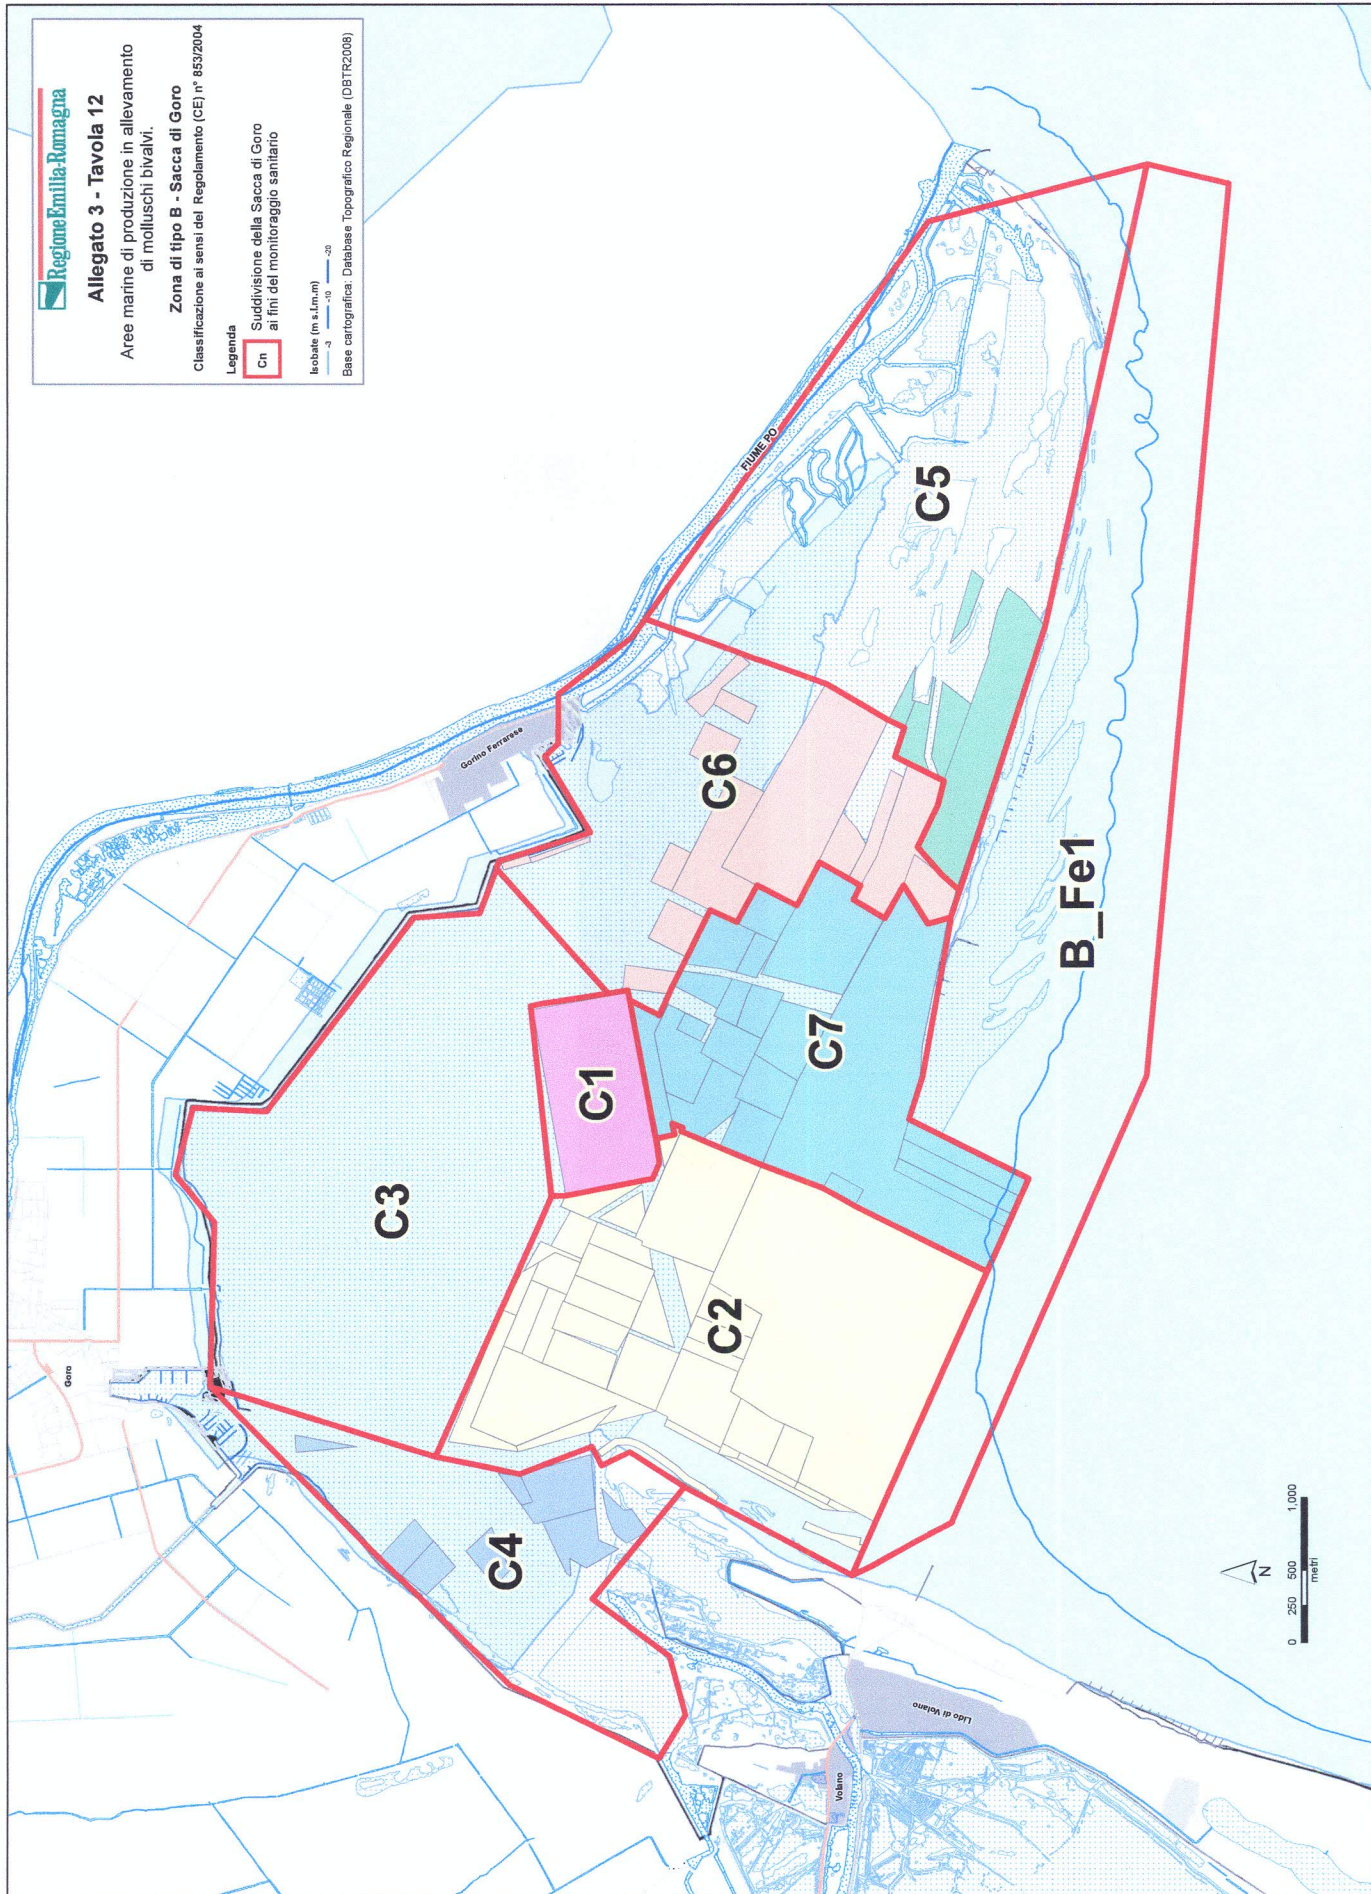 RegioneEmilia-Romagna
Allegato 3 - Tavola 12
Aree marine di produzione in allevamento
di molluschi bivalvi.
Zona di tipo B - Sacca di Goro
Classificazione ai sensi del Regolamento (CE) n° 853/2004
Legenda
Cn
Suddivisione della Sacca di Goro
ai fini del monitoraggio sanitario
Isobate (m s.l.m.m)
-3 -10 -20
Base cartografica: Database Topografico Regionale (DBTR2008)
Goro
Gorino Ferrarese
FIUME PO
C3
C1
C6
C5
C4
C2
C7
B_Fe1
Volano
Lido di Volano
N
0 250 500 1.000
metri